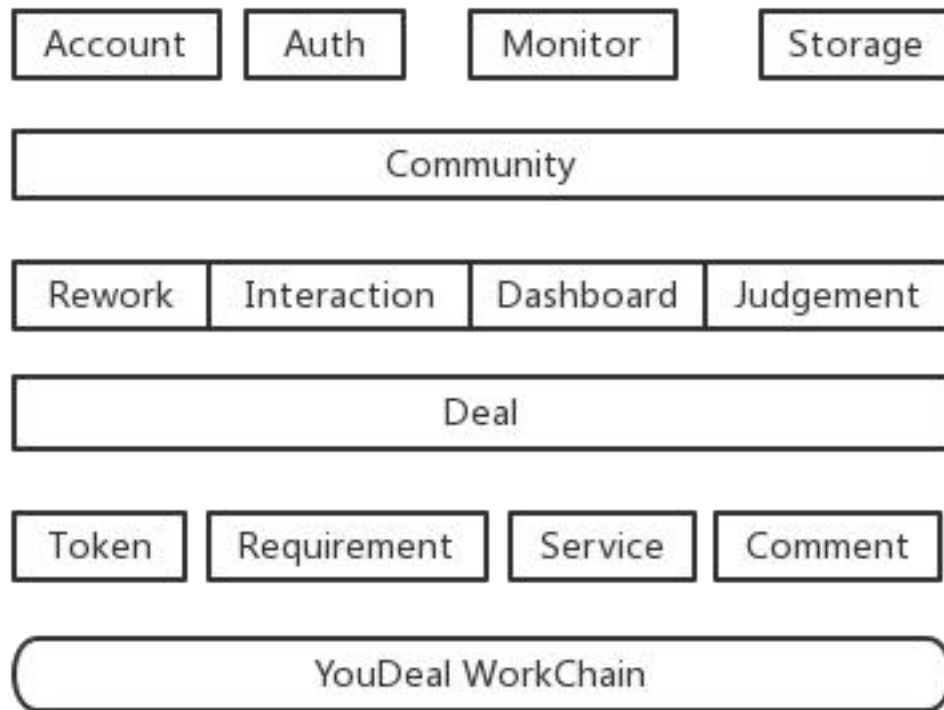 Account Auth Monitor Storage
Community
Rework Interaction Dashboard Judgement
Deal
Token Requirement Service Comment
YouDeal WorkChain